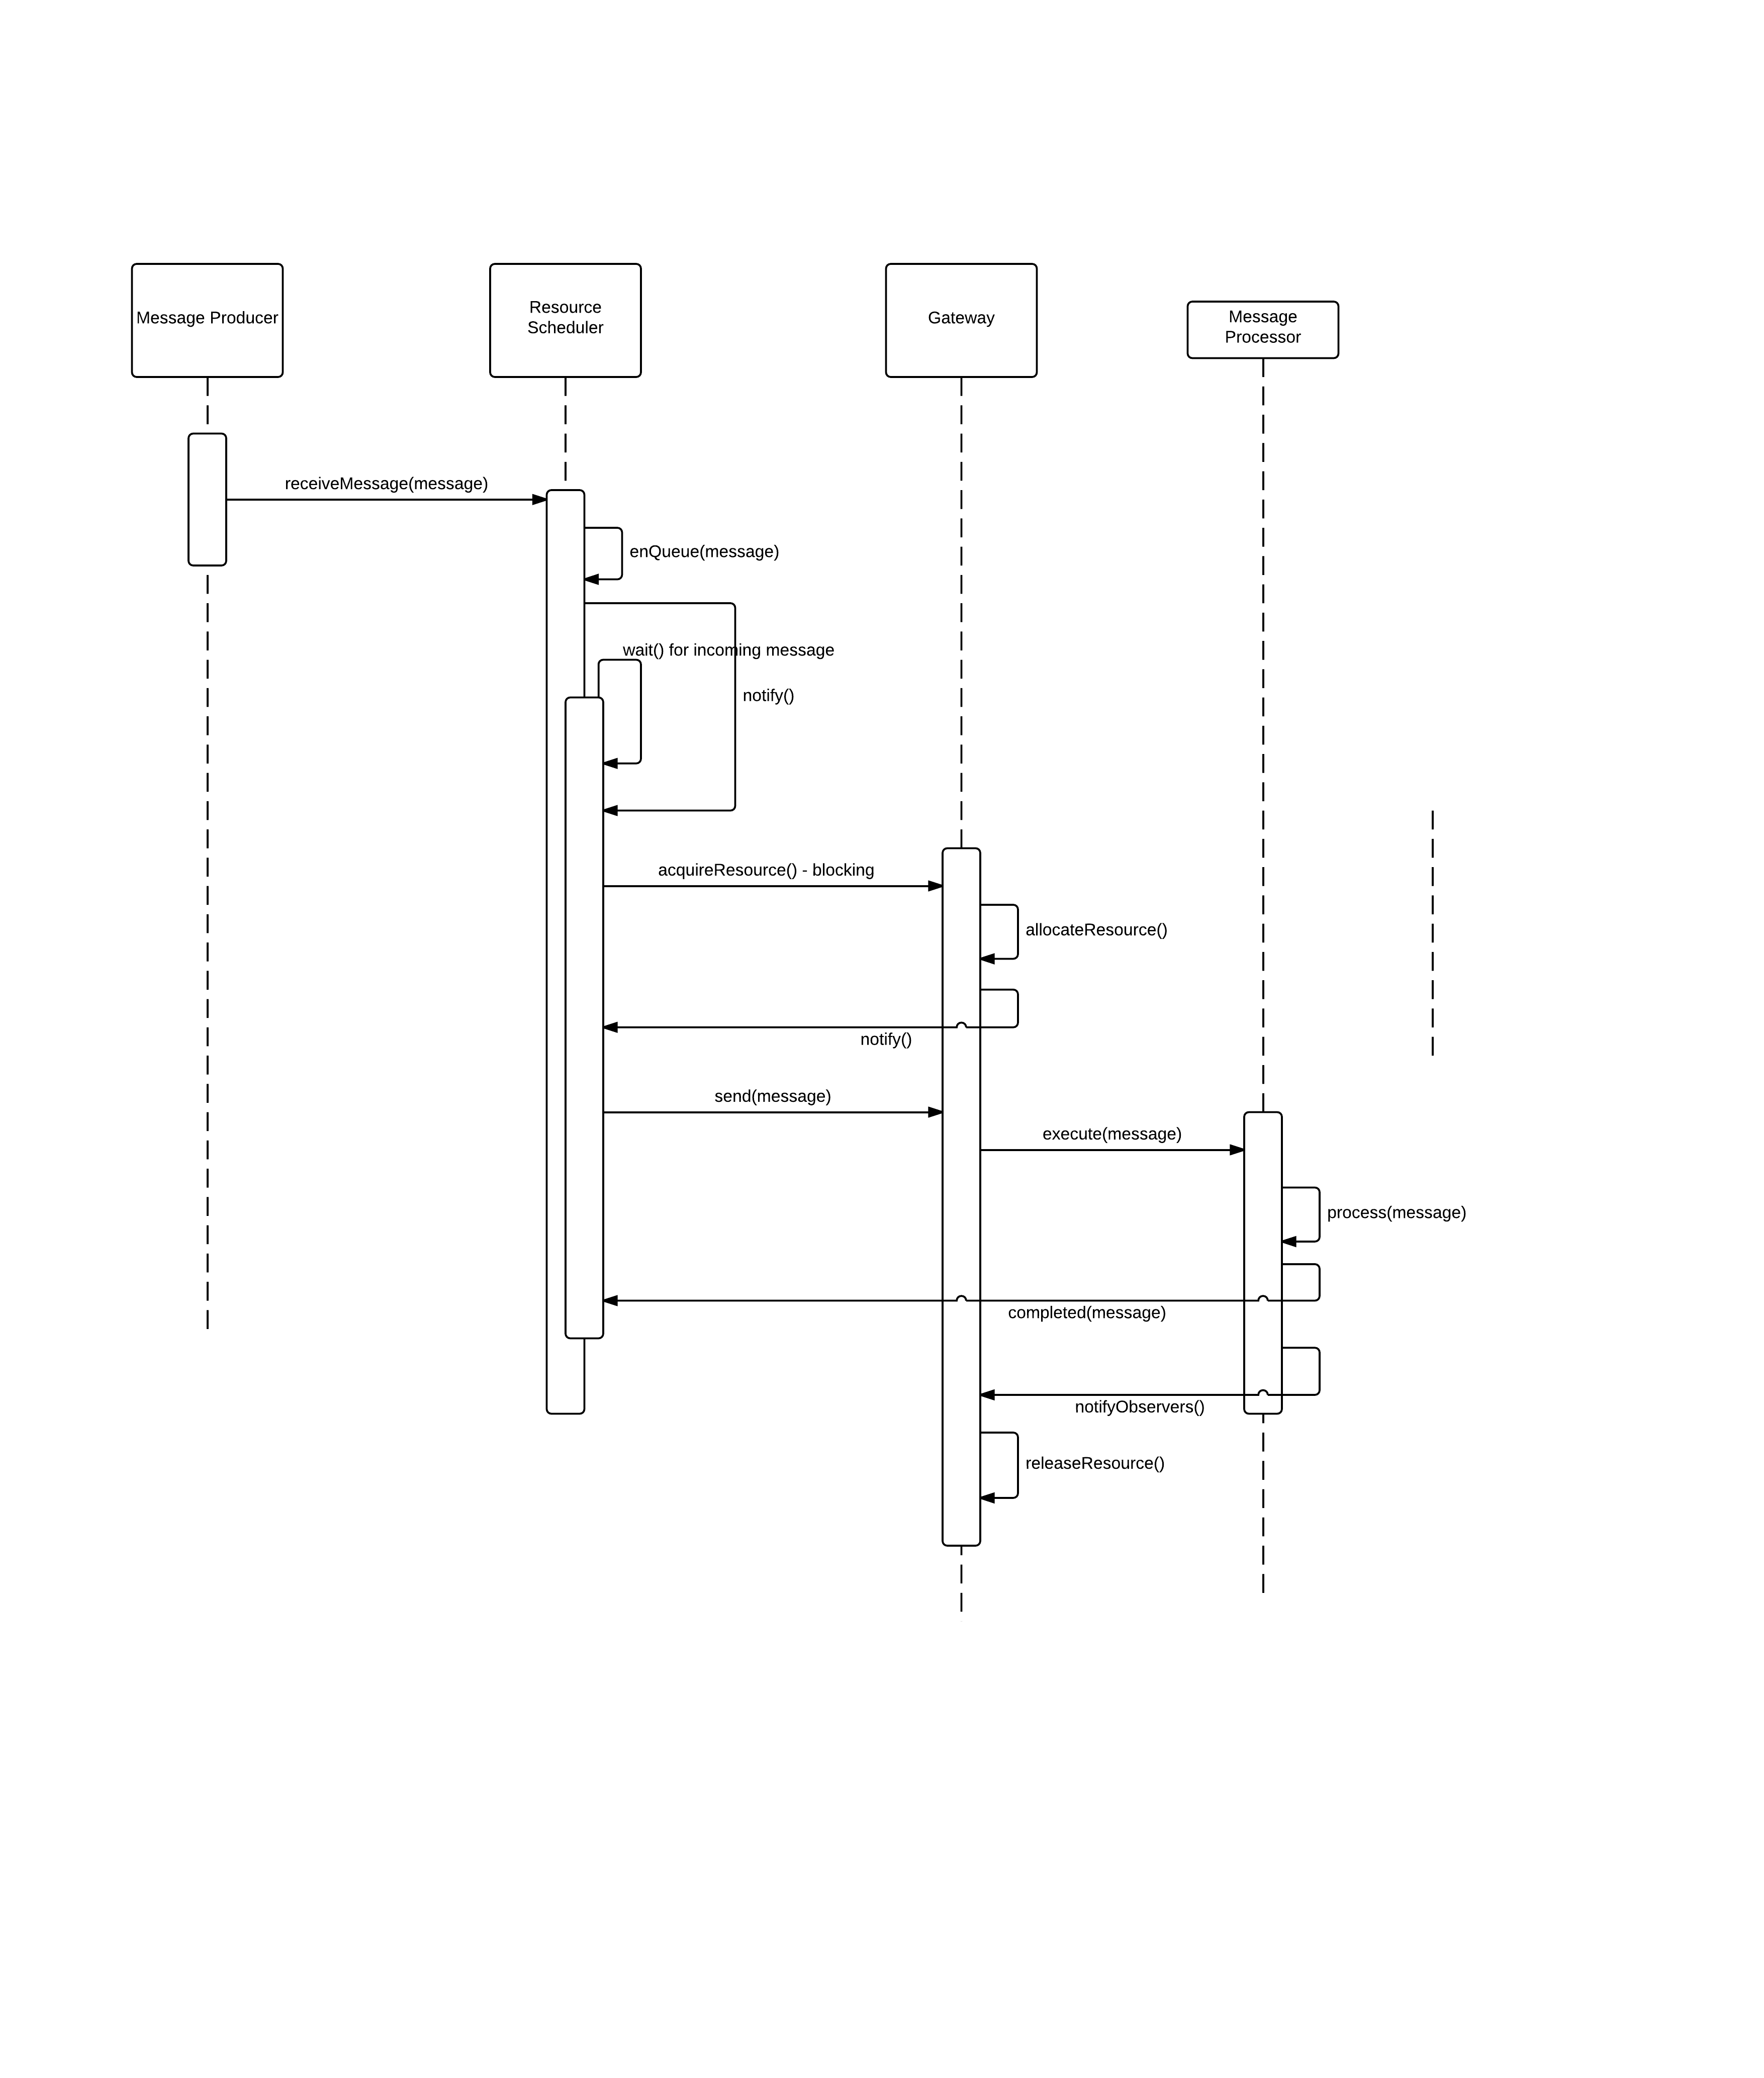 Message Producer
Resource
Scheduler
Gateway
Message
Processor
receiveMessage(message)
enQueue(message)
wait() for incoming message
notify()
acquireResource() - blocking
allocateResource()
notify()
send(message)
execute(message)
process(message)
completed(message)
notifyObservers()
releaseResource()